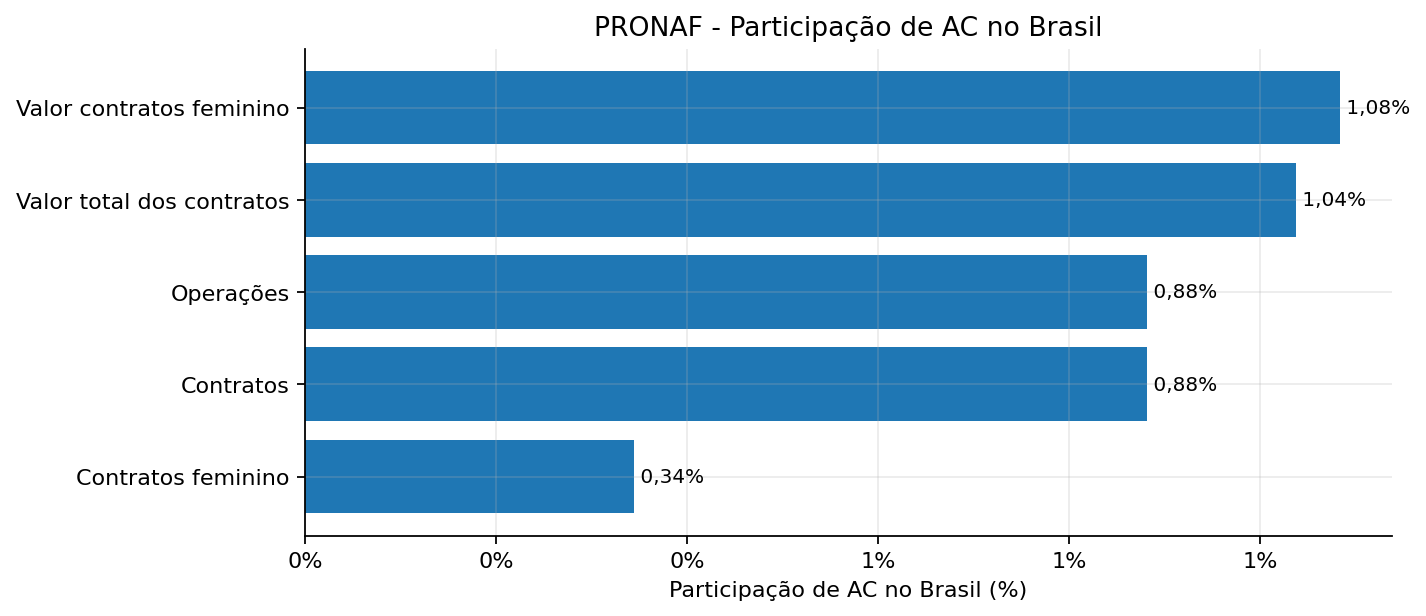 PRONAF - Participação de AC no Brasil
Valor contratos feminino
1,08%
Valor total dos contratos
1,04%
Operações
0,88%
Contratos
0,88%
Contratos feminino
0,34%
0% 0% 0% 1% 1% 1%
Participação de AC no Brasil (%)